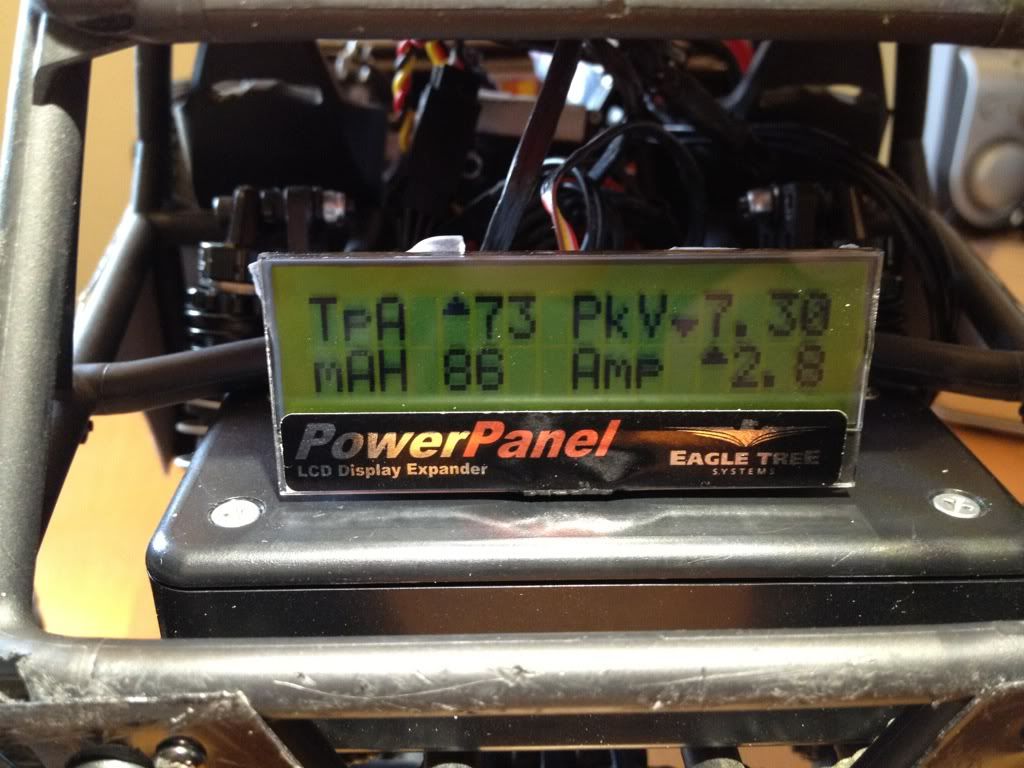 TpA ▲73 PkV▼7.30
mAH 86 Amp ▲2.8
PowerPanel
LCD Display Expander
EAGLE TREE
SYSTEMS